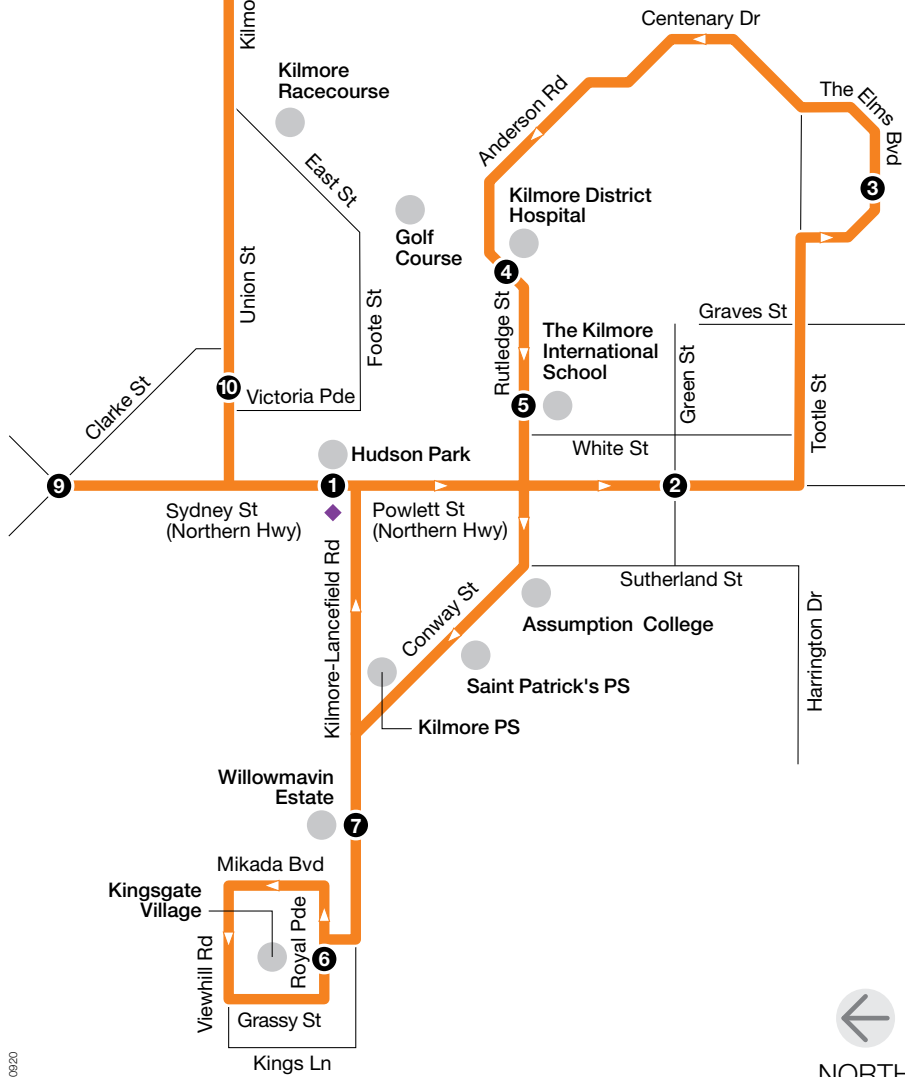 Kilmo
Centenary Dr
Kilmore
Racecourse
The Elms
Bvd
Anderson Rd
East St
3
Kilmore District
Hospital
Golf
Course
4
Union St
Foote St
Rutledge St
Graves St
The Kilmore
International
School
Green St
Clarke St
10
Victoria Pde
5
Tootle St
White St
Hudson Park
9
1
2
Sydney St
(Northern Hwy)
Powlett St
(Northern Hwy)
Kilmore-Lancefield Rd
Sutherland St
Conway St
Assumption College
Harrington Dr
Saint Patrick's PS
Kilmore PS
Willowmavin
Estate
7
Mikada Bvd
Kingsgate
Village
Royal Pde
Viewhill Rd
6
Grassy St
Kings Ln
NORTH
0920